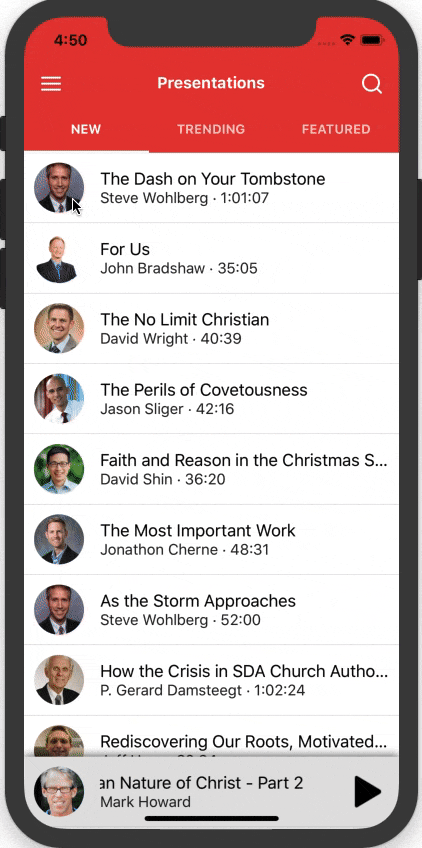 4:50
Presentations
NEW TRENDING FEATURED
The Dash on Your Tombstone
Steve Wohlberg · 1:01:07
For Us
John Bradshaw · 35:05
The No Limit Christian
David Wright · 40:39
The Perils of Covetousness
Jason Sliger · 42:16
Faith and Reason in the Christmas S...
David Shin · 36:20
The Most Important Work
Jonathon Cherne · 48:31
As the Storm Approaches
Steve Wohlberg · 52:00
How the Crisis in SDA Church Autho...
P. Gerard Damsteegt · 1:02:24
Rediscovering Our Roots, Motivated...
an Nature of Christ - Part 2
Mark Howard